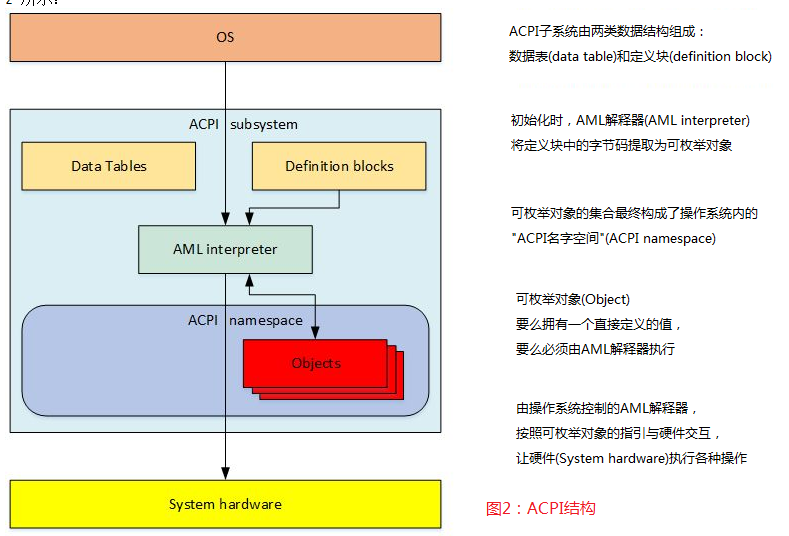 2 所示:
OS
ACPI subsystem
Data Tables
Definition blocks
AML interpreter
ACPI namespace
Objects
System hardware
ACPI子系统由两类数据结构组成：
数据表(data table)和定义块(definition block)
初始化时，AML解释器(AML interpreter)
将定义块中的字节码提取为可枚举对象
可枚举对象的集合最终构成了操作系统内的
"ACPI名字空间"(ACPI namespace)
可枚举对象(Object)
要么拥有一个直接定义的值，
要么必须由AML解释器执行
由操作系统控制的AML解释器，
按照可枚举对象的指引与硬件交互，
让硬件(System hardware)执行各种操作
图2：ACPI结构